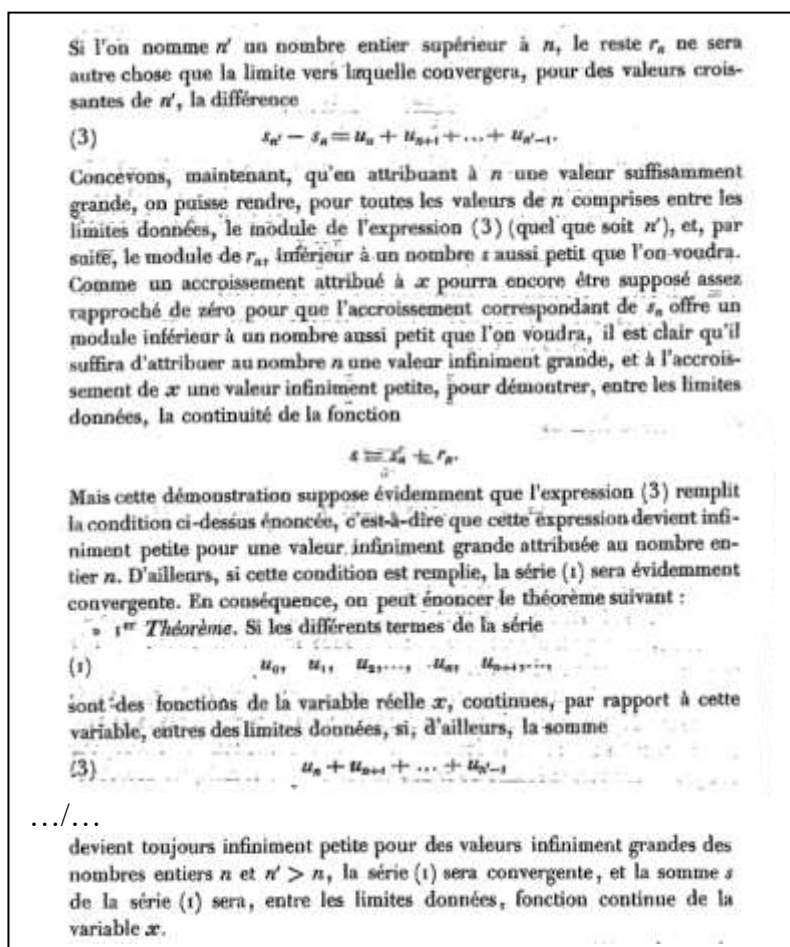 Si l'on nomme n' un nombre entier supérieur à n, le reste rₙ ne sera
autre chose que la limite vers laquelle convergera, pour des valeurs crois-
santes de n', la différence
(3) sₙ' − sₙ = uₙ + uₙ₊₁ + ... + uₙ'₋₁.
Concevons, maintenant, qu'en attribuant à n une valeur suffisamment
grande, on puisse rendre, pour toutes les valeurs de n comprises entre les
limites données, le module de l'expression (3) (quel que soit n'), et, par
suite, le module de rₙ, inférieur à un nombre ε aussi petit que l'on voudra.
Comme un accroissement attribué à x pourra encore être supposé assez
rapproché de zéro pour que l'accroissement correspondant de sₙ offre un
module inférieur à un nombre aussi petit que l'on voudra, il est clair qu'il
suffira d'attribuer au nombre n une valeur infiniment grande, et à l'accrois-
sement de x une valeur infiniment petite, pour démontrer, entre les limites
données, la continuité de la fonction
s = sₙ + rₙ.
Mais cette démonstration suppose évidemment que l'expression (3) remplit
la condition ci-dessus énoncée, c'est-à-dire que cette expression devient infi-
niment petite pour une valeur infiniment grande attribuée au nombre en-
tier n. D'ailleurs, si cette condition est remplie, la série (1) sera évidemment
convergente. En conséquence, on peut énoncer le théorème suivant :
» 1er Théorème. Si les différents termes de la série
(1) u₀, u₁, u₂,..., uₙ, uₙ₊₁,...,
sont des fonctions de la variable réelle x, continues, par rapport à cette
variable, entres des limites données, si, d'ailleurs, la somme
(3) uₙ + uₙ₊₁ + ... + uₙ'₋₁
…/…
devient toujours infiniment petite pour des valeurs infiniment grandes des
nombres entiers n et n' > n, la série (1) sera convergente, et la somme s
de la série (1) sera, entre les limites données, fonction continue de la
variable x.